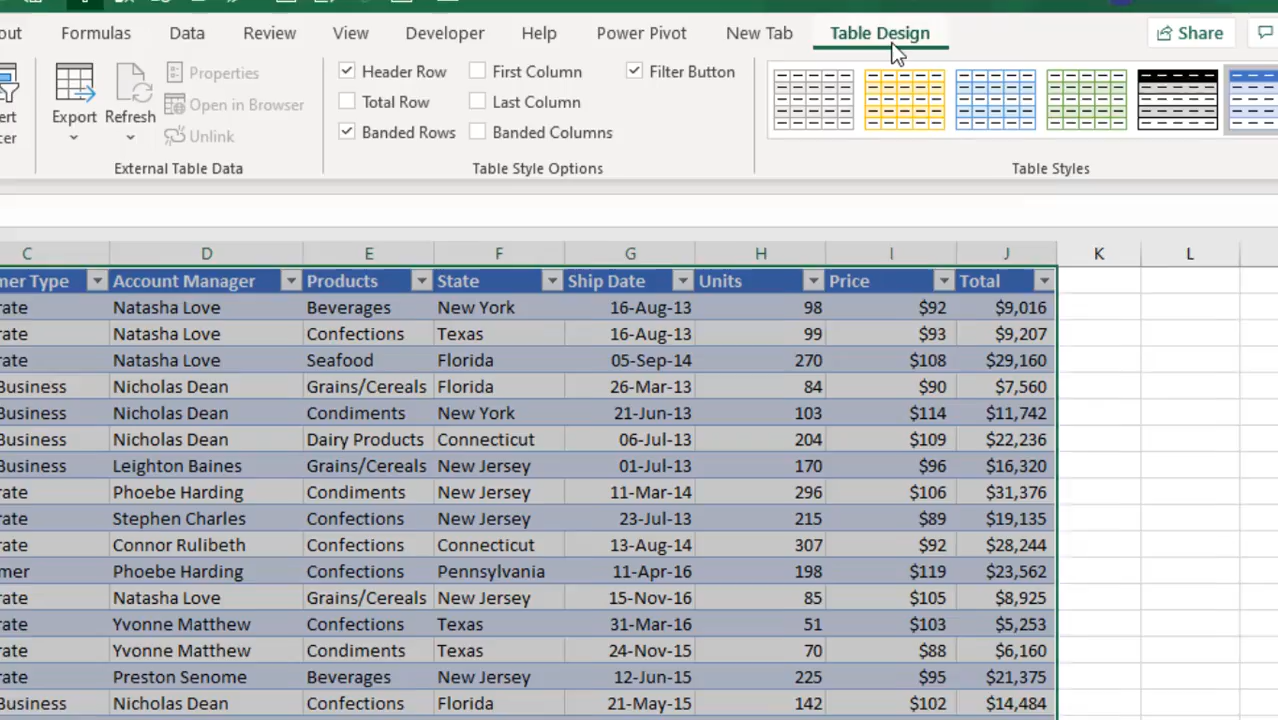 out Formulas Data Review View Developer Help Power Pivot New Tab Table Design Share
ert
cer
Export
Refresh
Properties
Open in Browser
Unlink
External Table Data
Header Row First Column Filter Button
Total Row Last Column
Banded Rows Banded Columns
Table Style Options
Table Styles
C D E F G H I J K L
mer Type Account Manager Products State Ship Date Units Price Total
rate Natasha Love Beverages New York 16-Aug-13 98 $92 $9,016
rate Natasha Love Confections Texas 16-Aug-13 99 $93 $9,207
rate Natasha Love Seafood Florida 05-Sep-14 270 $108 $29,160
Business Nicholas Dean Grains/Cereals Florida 26-Mar-13 84 $90 $7,560
Business Nicholas Dean Condiments New York 21-Jun-13 103 $114 $11,742
Business Nicholas Dean Dairy Products Connecticut 06-Jul-13 204 $109 $22,236
Business Leighton Baines Grains/Cereals New Jersey 01-Jul-13 170 $96 $16,320
rate Phoebe Harding Condiments New Jersey 11-Mar-14 296 $106 $31,376
rate Stephen Charles Confections New Jersey 23-Jul-13 215 $89 $19,135
rate Connor Rulibeth Confections Connecticut 13-Aug-14 307 $92 $28,244
mer Phoebe Harding Confections Pennsylvania 11-Apr-16 198 $119 $23,562
rate Natasha Love Grains/Cereals New Jersey 15-Nov-16 85 $105 $8,925
rate Yvonne Matthew Confections Texas 31-Mar-16 51 $103 $5,253
rate Yvonne Matthew Condiments Texas 24-Nov-15 70 $88 $6,160
rate Preston Senome Beverages New Jersey 12-Jun-15 225 $95 $21,375
Business Nicholas Dean Confections Florida 21-May-15 142 $102 $14,484